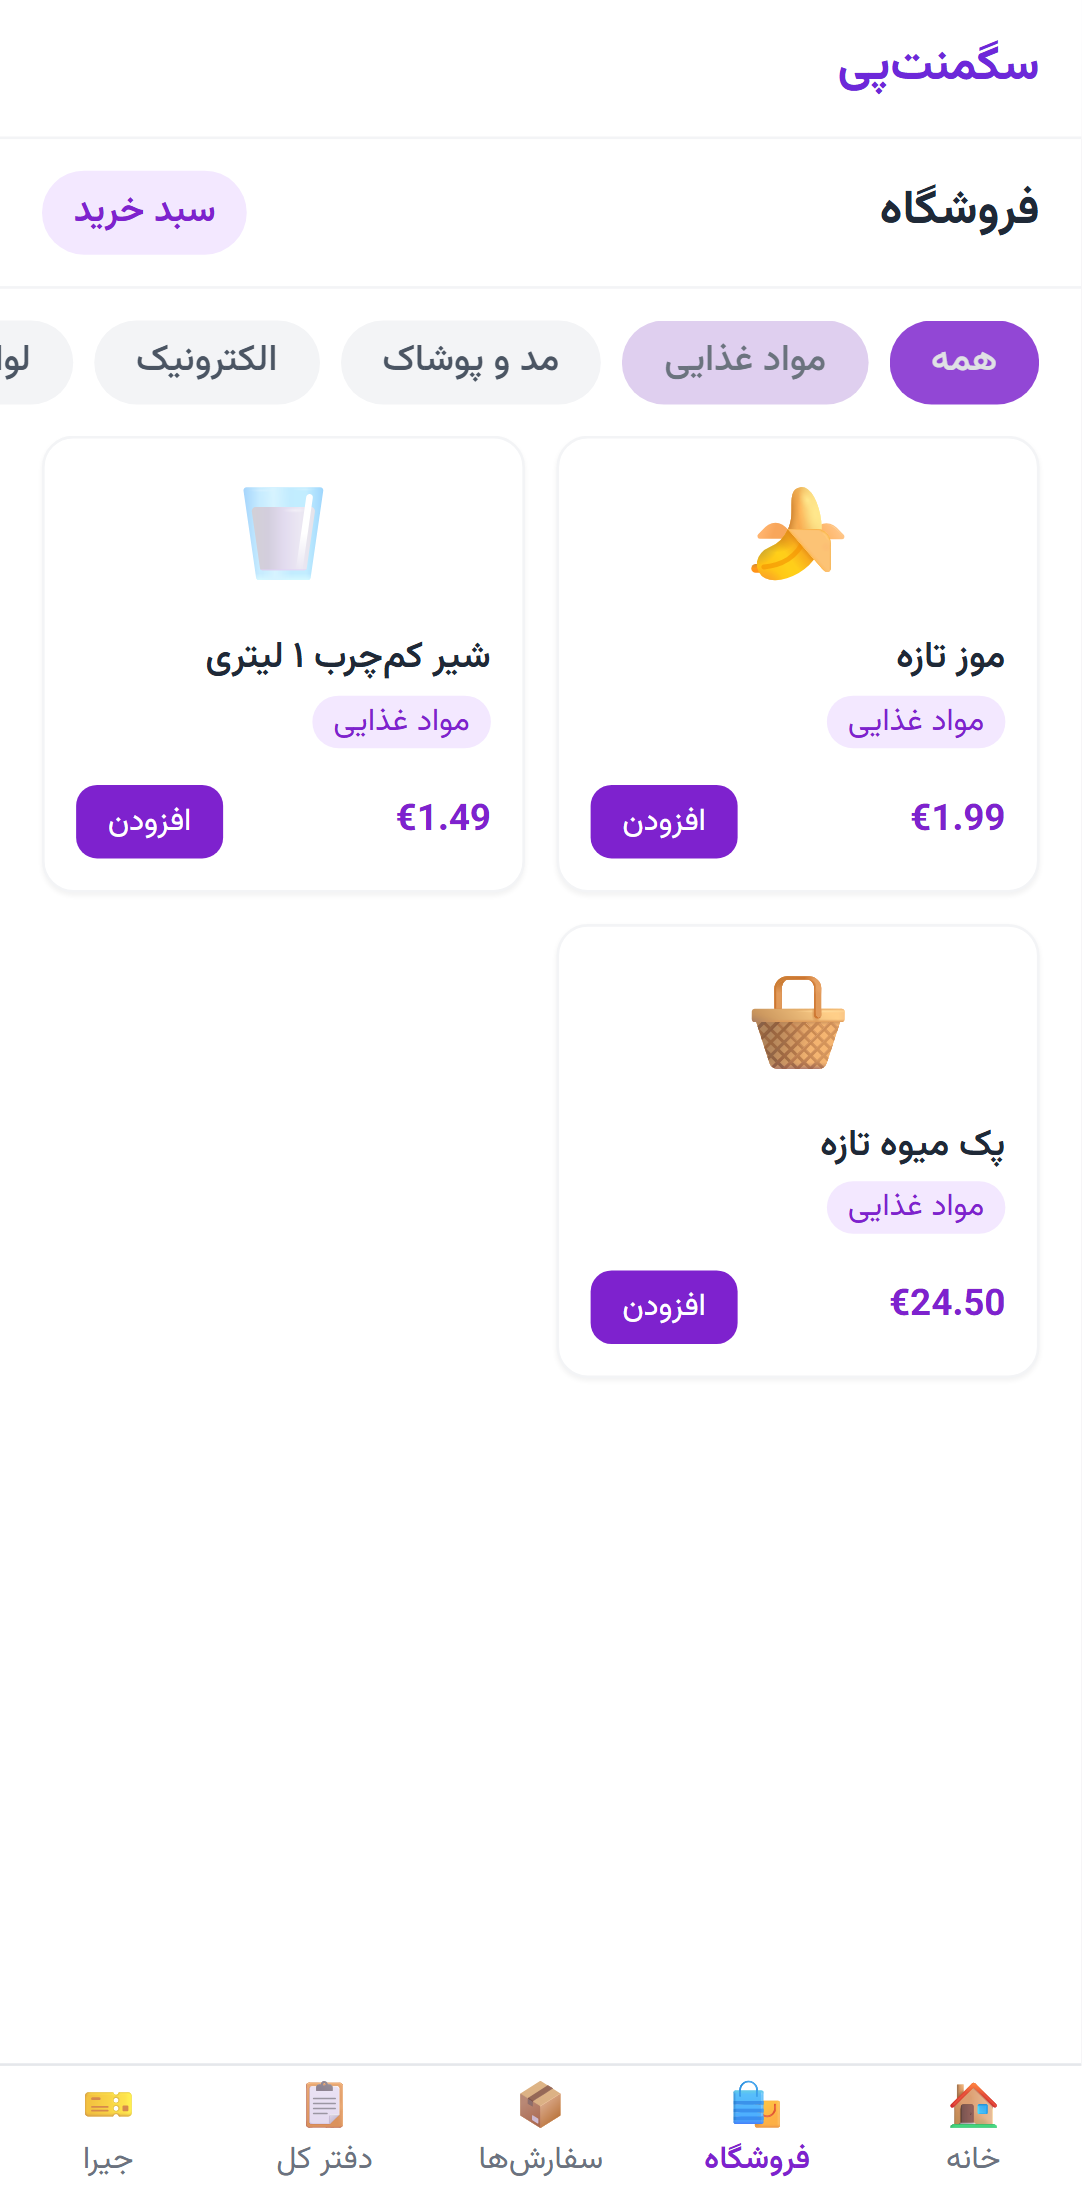 سگمنت‌پی
فروشگاه
سبد خرید
همه
مواد غذایی
مد و پوشاک
الکترونیک
موز تازه
مواد غذایی
€1.99
افزودن
شیر کم‌چرب ۱ لیتری
مواد غذایی
€1.49
افزودن
پک میوه تازه
مواد غذایی
€24.50
افزودن
خانه
فروشگاه
سفارش‌ها
دفتر کل
جیرا